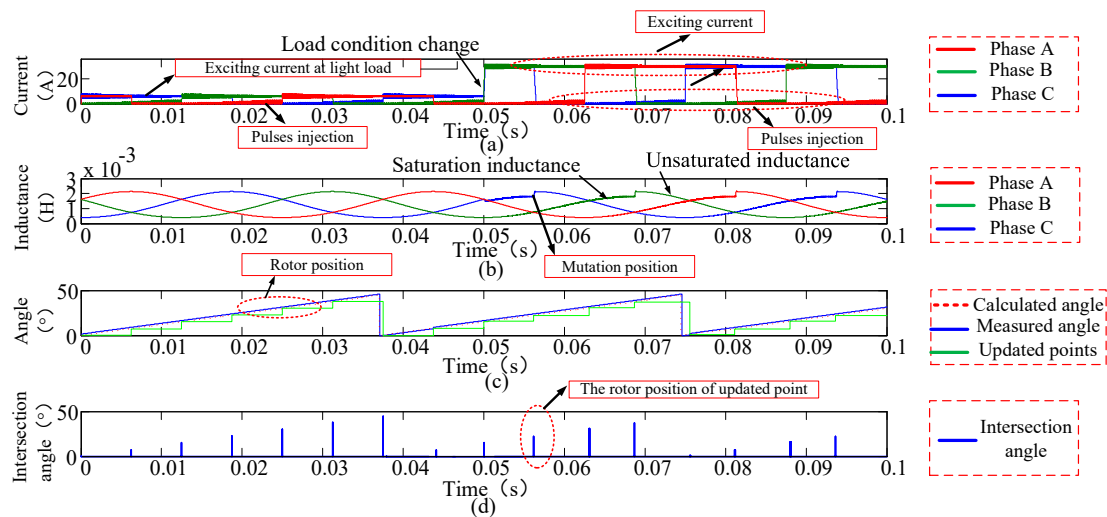 Exciting current
Load condition change
Exciting current at light load
Current (A)
20
0
0 0.01 0.02 0.03 0.04 0.05 0.06 0.07 0.08 0.09 0.1
Time (s)
Pulses injection
Pulses injection
(a)
Phase A
Phase B
Phase C
x 10-3
Saturation inductance
Unsaturated inductance
Inductance (H)
3
2
1
0
0 0.01 0.02 0.03 0.04 0.05 0.06 0.07 0.08 0.09 0.1
Time (s)
(b)
Mutation position
Phase A
Phase B
Phase C
Rotor position
Angle (°)
50
0
0 0.01 0.02 0.03 0.04 0.05 0.06 0.07 0.08 0.09 0.1
Time (s)
(c)
Calculated angle
Measured angle
Updated points
The rotor position of updated point
Intersection
angle (°)
50
0
0 0.01 0.02 0.03 0.04 0.05 0.06 0.07 0.08 0.09 0.1
Time (s)
(d)
Intersection
angle